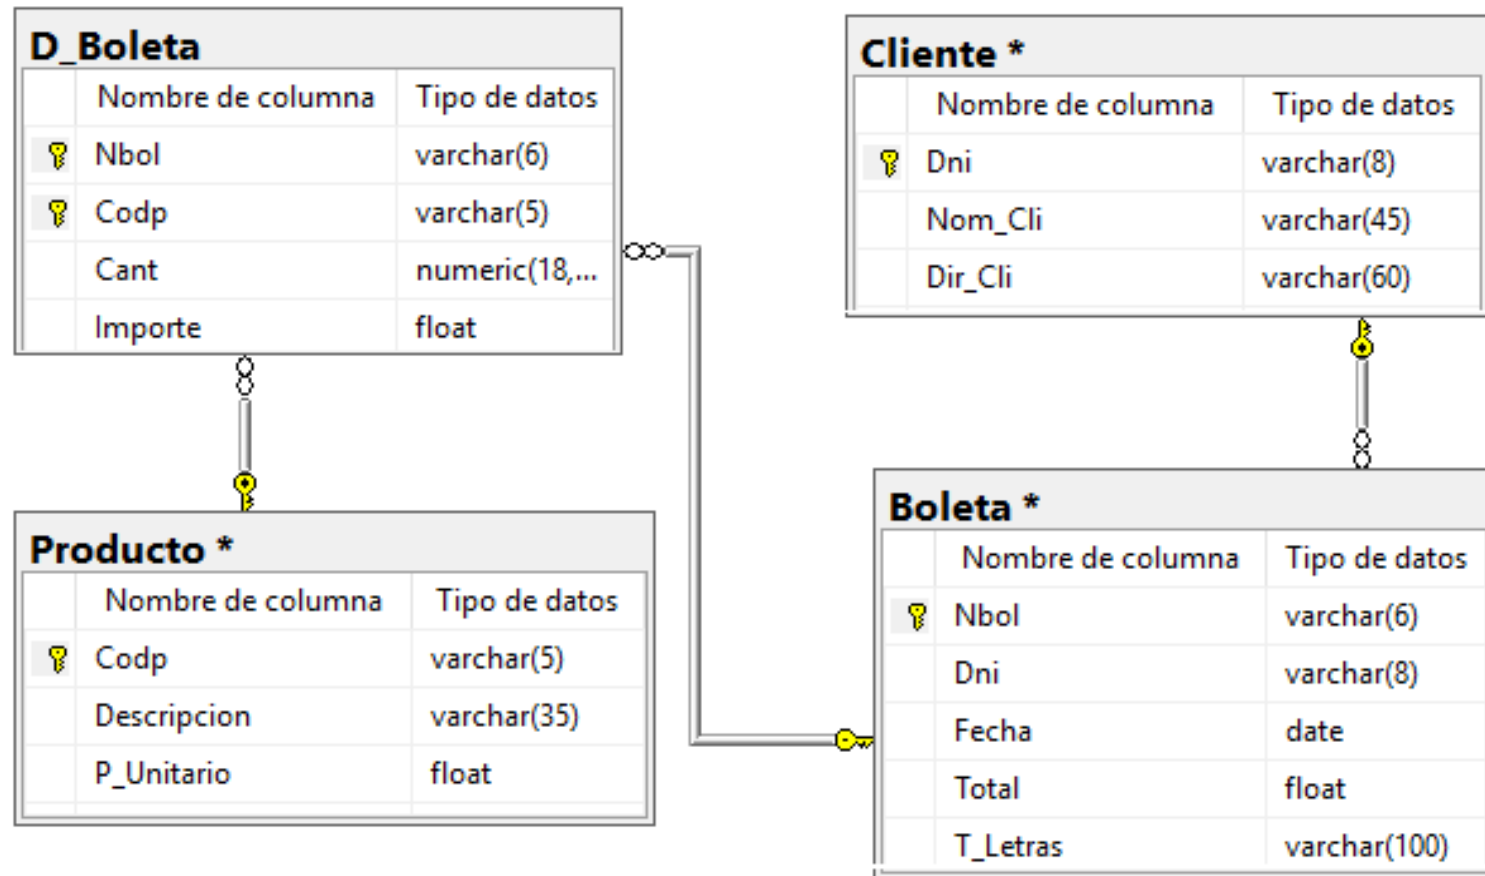 D_Boleta
Nombre de columna Tipo de datos
Nbol varchar(6)
Codp varchar(5)
Cant numeric(18,...
Importe float
Cliente *
Nombre de columna Tipo de datos
Dni varchar(8)
Nom_Cli varchar(45)
Dir_Cli varchar(60)
Producto *
Nombre de columna Tipo de datos
Codp varchar(5)
Descripcion varchar(35)
P_Unitario float
Boleta *
Nombre de columna Tipo de datos
Nbol varchar(6)
Dni varchar(8)
Fecha date
Total float
T_Letras varchar(100)